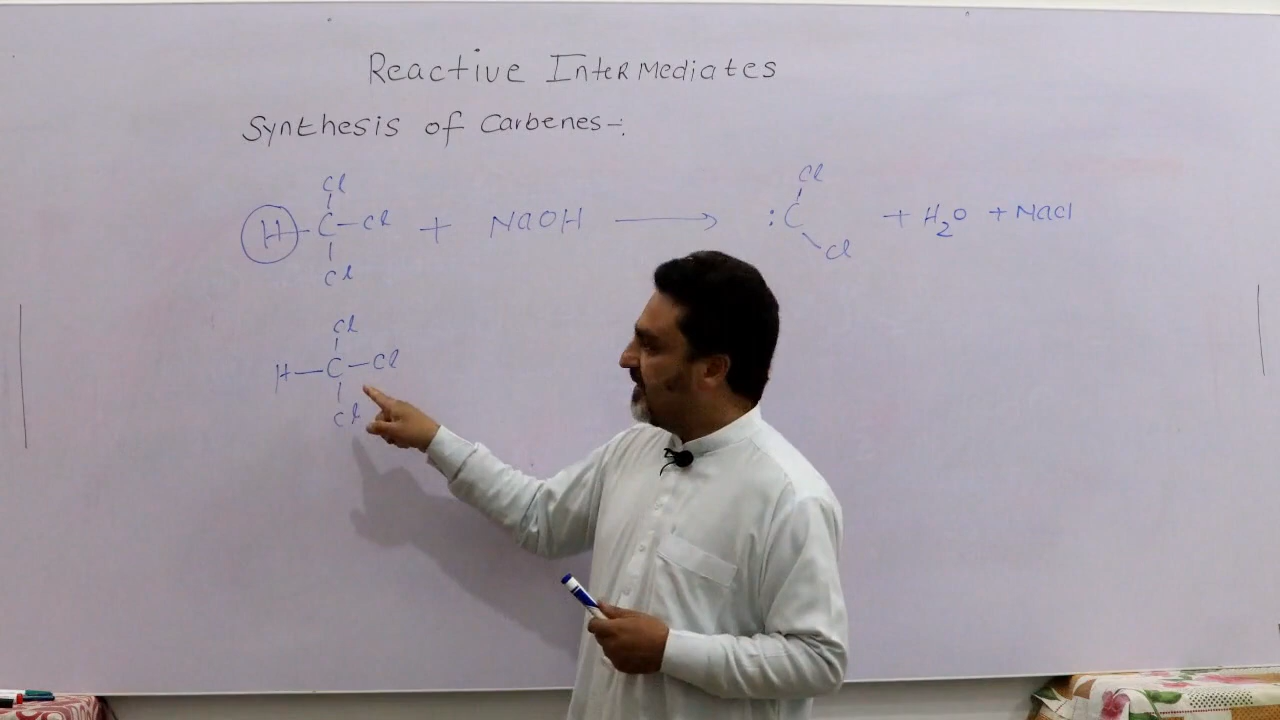 Reactive Intermediates
Synthesis of Carbenes-:
Cl
H-C-Cl + NaOH ⟶ :C + H₂O + NaCl
Cl
Cl
Cl
Cl
H-C-Cl
Cl